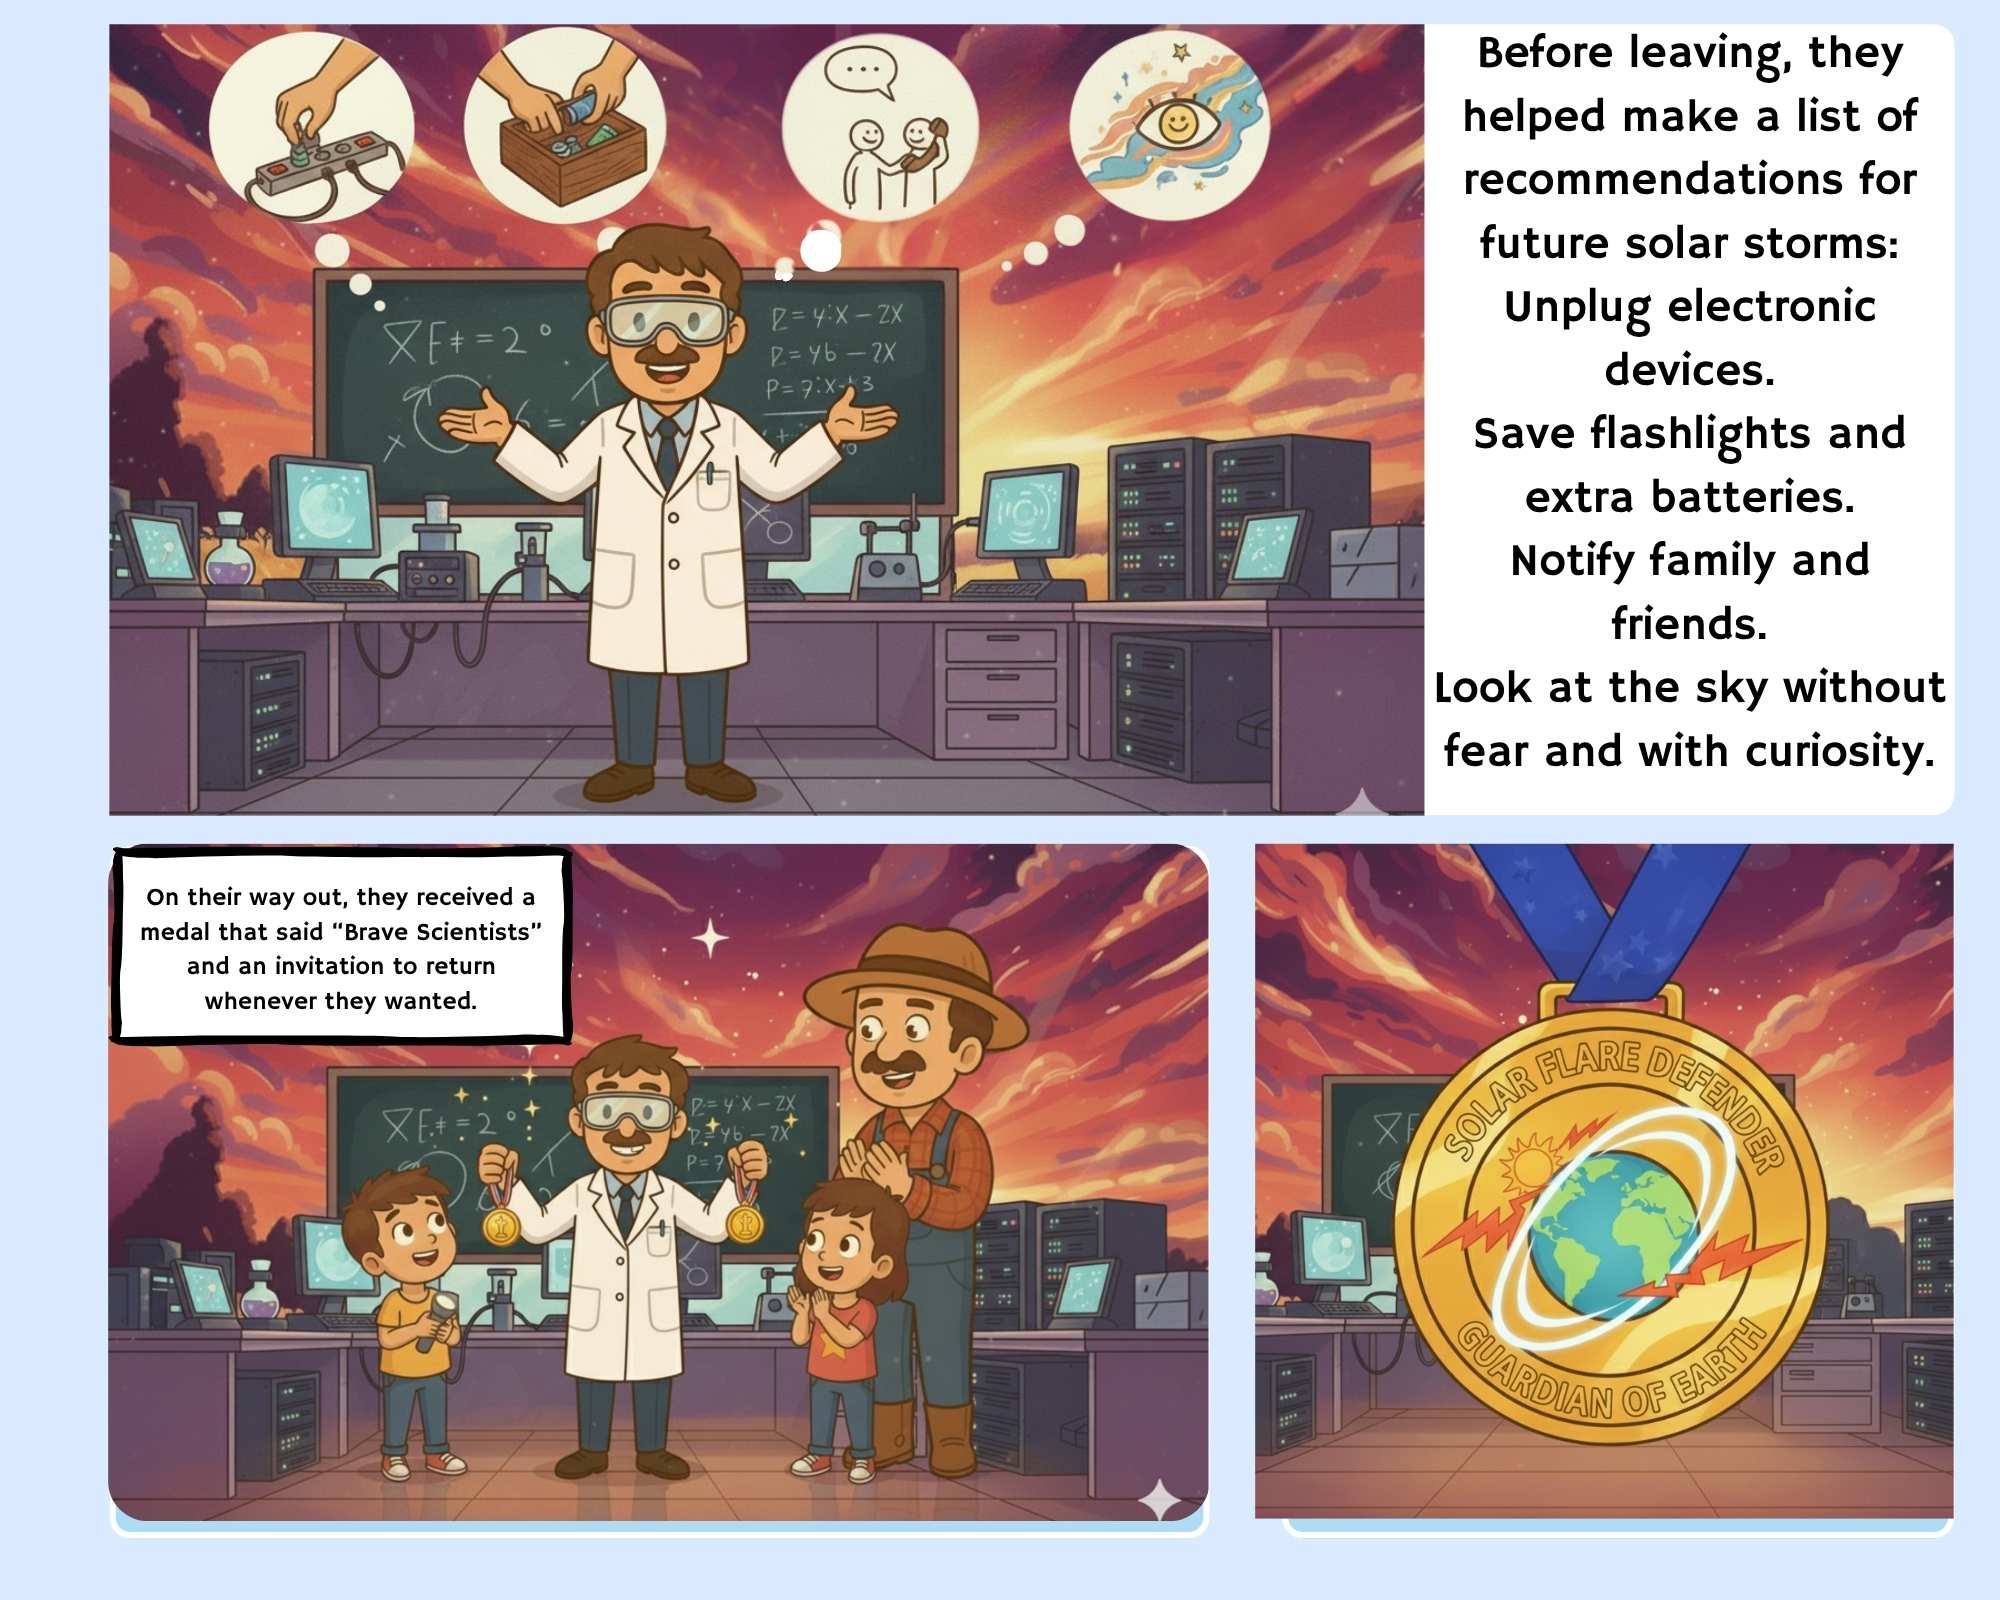 Before leaving, they
helped make a list of
recommendations for
future solar storms:
Unplug electronic
devices.
Save flashlights and
extra batteries.
Notify family and
friends.
Look at the sky without
fear and with curiosity.
On their way out, they received a
medal that said “Brave Scientists”
and an invitation to return
whenever they wanted.
SOLAR FLARE DEFENDER
GUARDIAN OF EARTH